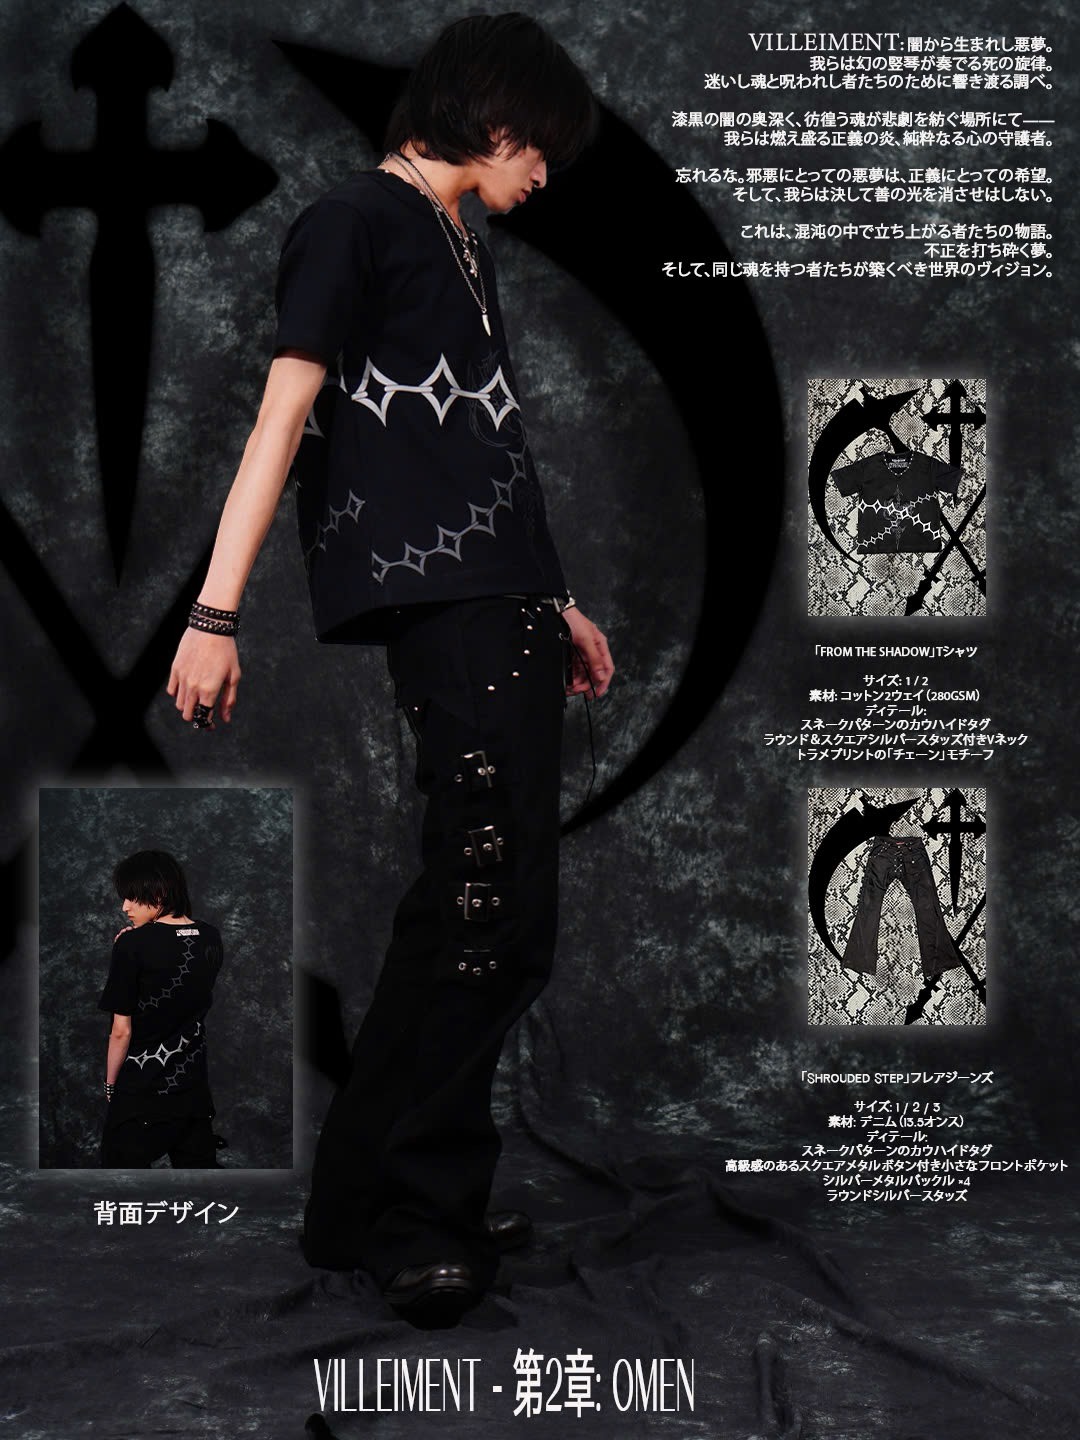 VILLEIMENT: 闇から生まれし悪夢。
我らは幻の竪琴が奏でる死の旋律。
迷いし魂と呪われし者たちのために響き渡る調べ。
漆黒の闇の奥深く、彷徨う魂が悲劇を紡ぐ場所にて——
我らは燃え盛る正義の炎、純粋なる心の守護者。
忘れるな。邪悪にとっての悪夢は、正義にとっての希望。
そして、我らは決して善の光を消させはしない。
これは、混沌の中で立ち上がる者たちの物語。
不正を打ち砕く夢。
そして、同じ魂を持つ者たちが築くべき世界のヴィジョン。
「FROM THE SHADOW」Tシャツ
サイズ: 1 / 2
素材: コットン2ウェイ（280GSM）
ディテール:
スネークパターンのカウハイドタグ
ラウンド＆スクエアシルバースタッズ付きVネック
トラメプリントの「チェーン」モチーフ
「SHROUDED STEP」フレアジーンズ
サイズ: 1 / 2 / 3
素材: デニム（13.5オンス）
ディテール:
スネークパターンのカウハイドタグ
高級感のあるスクエアメタルボタン付き小さなフロントポケット
シルバーメタルバックル ×4
ラウンドシルバースタッズ
背面デザイン
VILLEIMENT - 第2章: OMEN